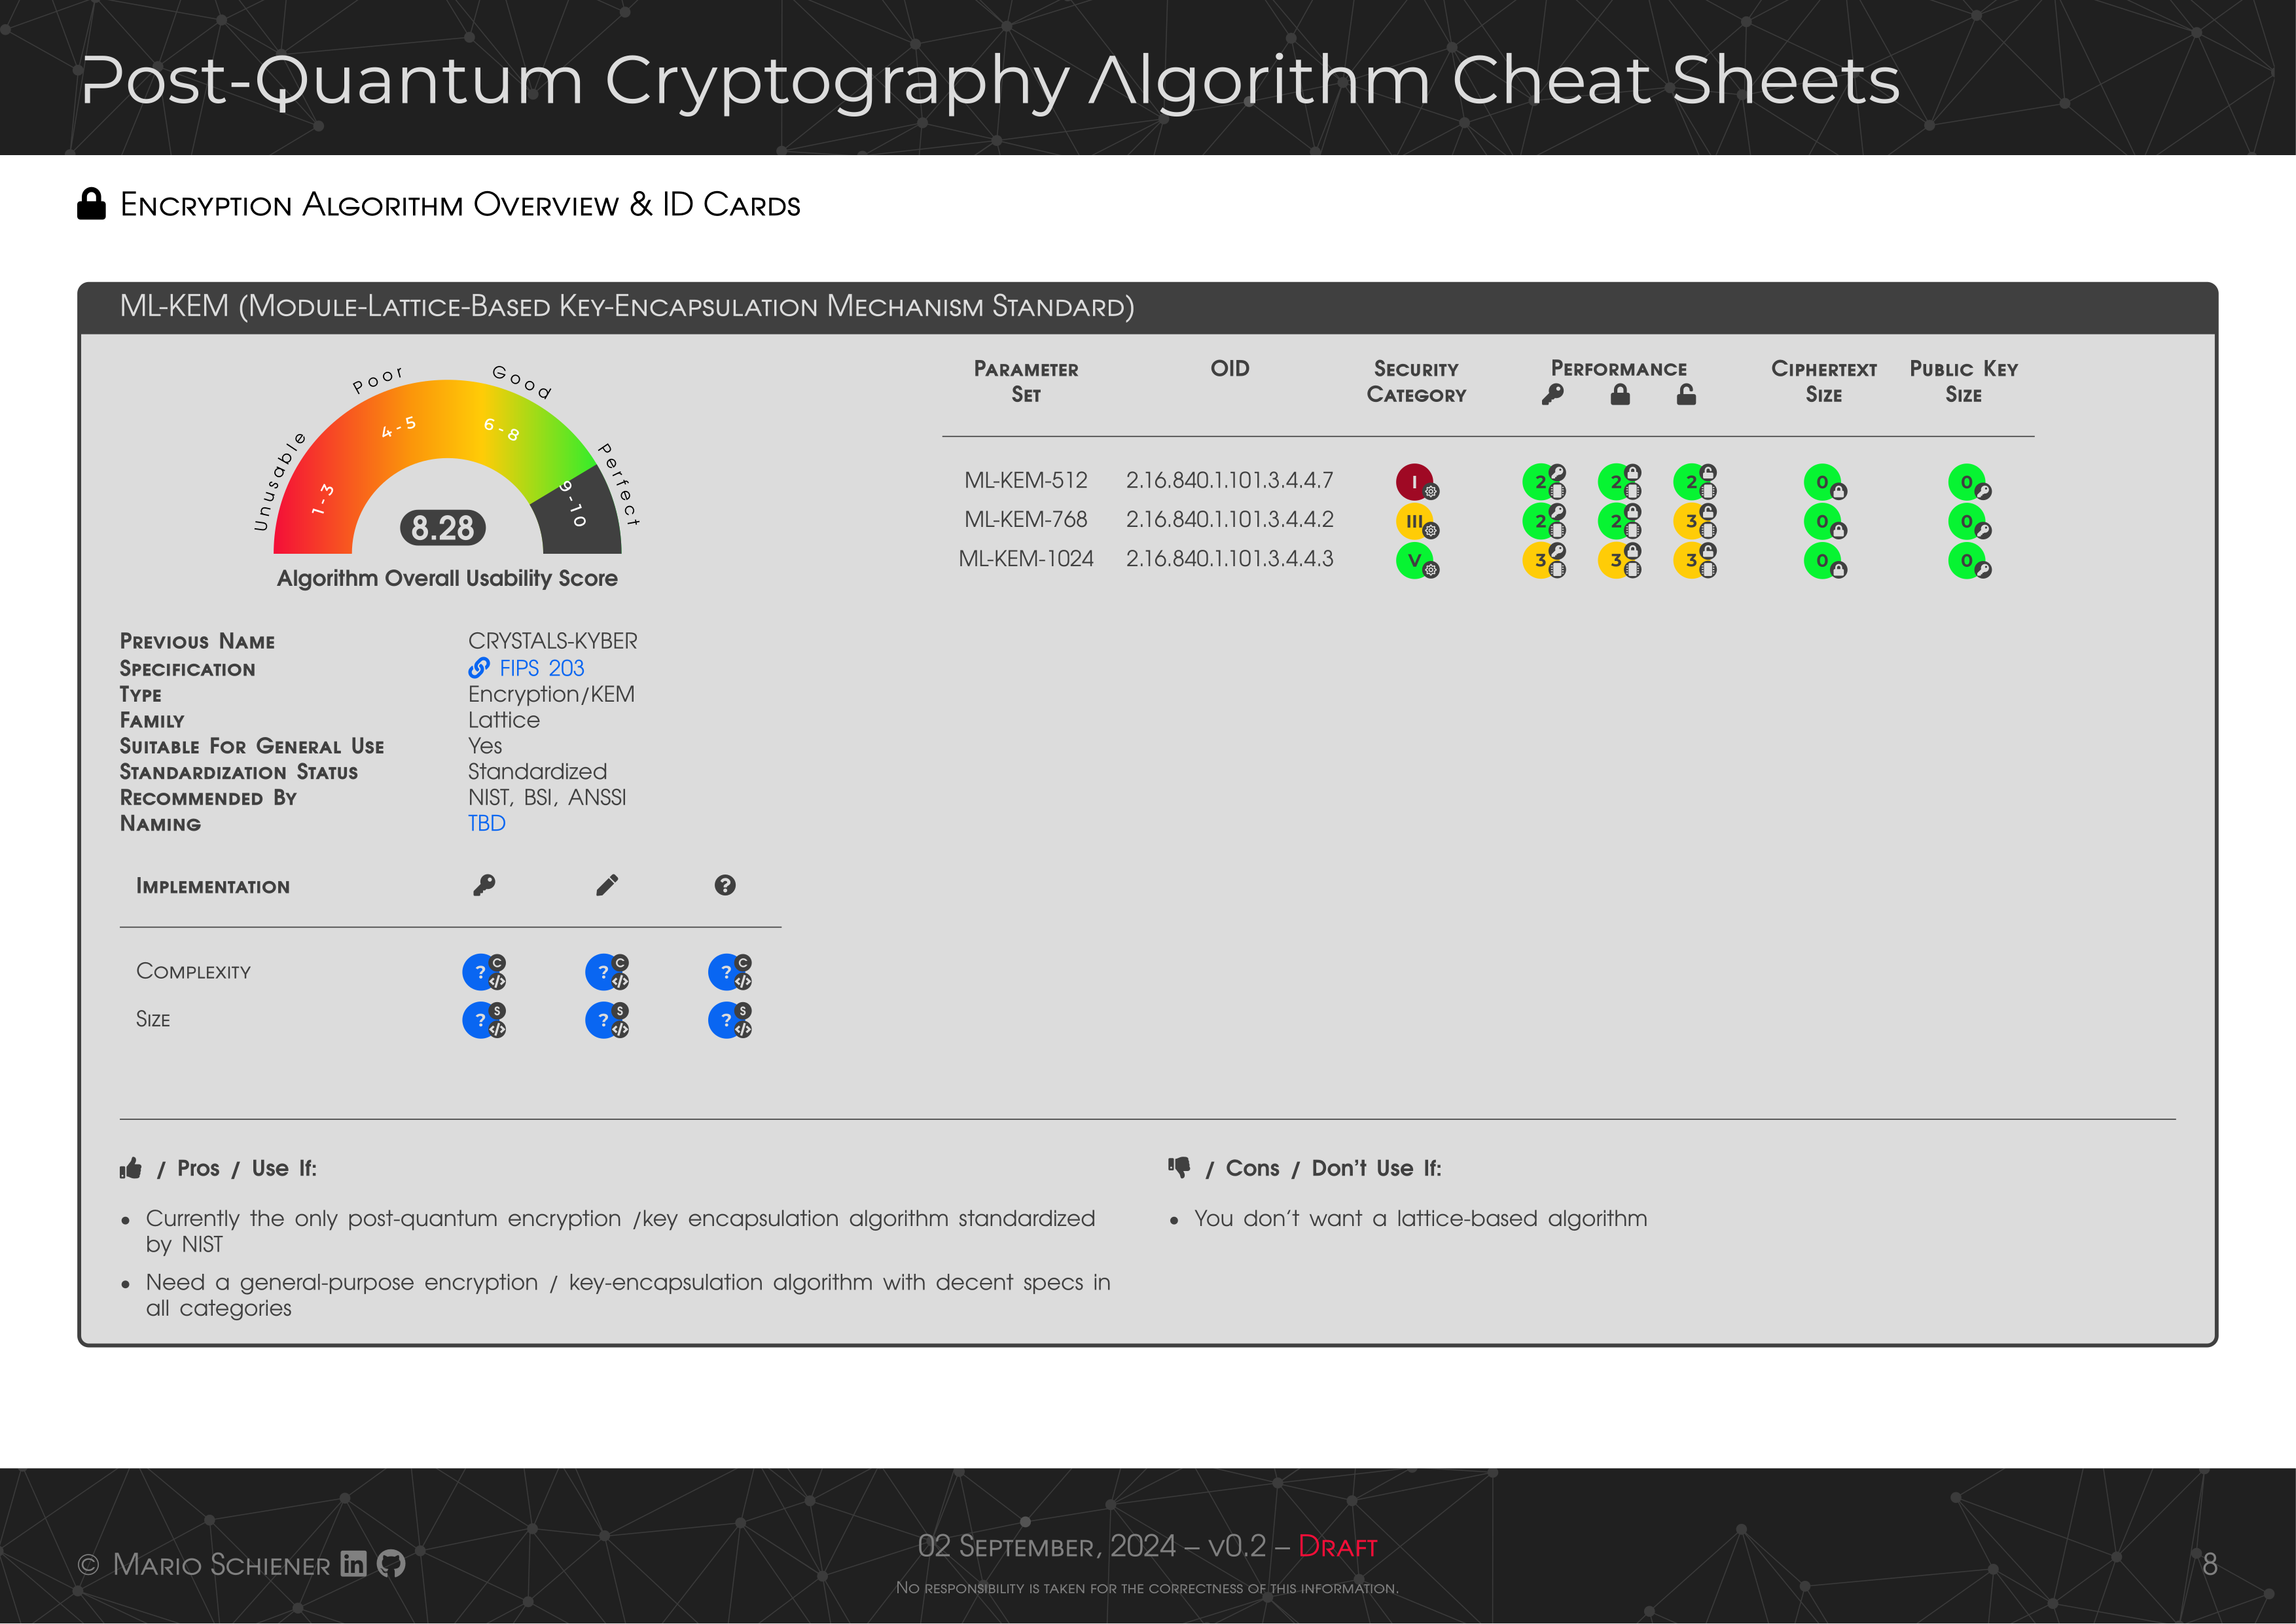 Post-Quantum Cryptography Algorithm Cheat Sheets
Encryption Algorithm Overview & ID Cards
ML-KEM (Module-Lattice-Based Key-Encapsulation Mechanism Standard)
Unusable Poor Good Perfect
1-3 4-5 6-8 9-10
8.28
Algorithm Overall Usability Score
Previous Name CRYSTALS-KYBER
Specification FIPS 203
Type Encryption/KEM
Family Lattice
Suitable For General Use Yes
Standardization Status Standardized
Recommended By NIST, BSI, ANSSI
Naming TBD
Implementation ?
Complexity ? C </> ? C </> ? C </>
Size ? S </> ? S </> ? S </>
Parameter Set OID Security Category Performance Ciphertext Size Public Key Size
ML-KEM-512 2.16.840.1.101.3.4.4.7 I 2 2 2 0 0
ML-KEM-768 2.16.840.1.101.3.4.4.2 III 2 2 3 0 0
ML-KEM-1024 2.16.840.1.101.3.4.4.3 V 3 3 3 0 0
/ Pros / Use If:
• Currently the only post-quantum encryption /key encapsulation algorithm standardized
by NIST
• Need a general-purpose encryption / key-encapsulation algorithm with decent specs in
all categories
/ Cons / Don't Use If:
• You don't want a lattice-based algorithm
© Mario Schiener in
02 September, 2024 – v0.2 – Draft
No responsibility is taken for the correctness of this information.
8